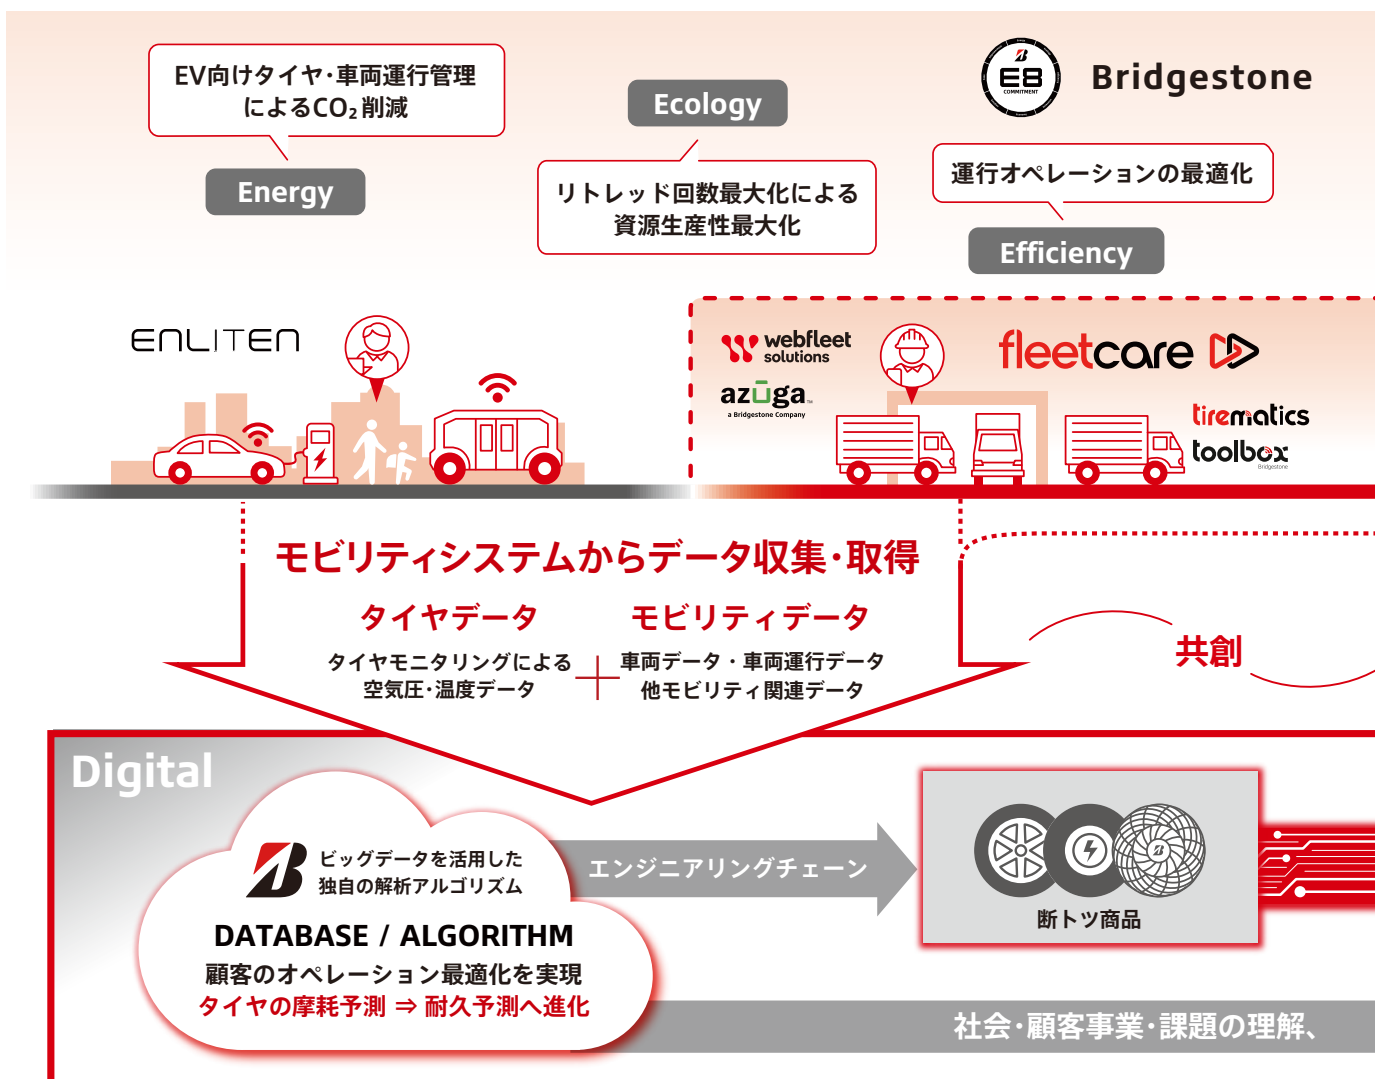 EV向けタイヤ・車両運行管理
によるCO₂削減
Energy
Ecology
リトレッド回数最大化による
資源生産性最大化
E8
COMMITMENT
Bridgestone
運行オペレーションの最適化
Efficiency
ENLITEN
webfleet
solutions
azuga
a Bridgestone Company
fleetcare
tirematics
toolbox
Bridgestone
モビリティシステムからデータ収集・取得
タイヤデータ
タイヤモニタリングによる
空気圧・温度データ
モビリティデータ
車両データ・車両運行データ
他モビリティ関連データ
共創
Digital
ビッグデータを活用した
独自の解析アルゴリズム
DATABASE / ALGORITHM
顧客のオペレーション最適化を実現
タイヤの摩耗予測 ⇒ 耐久予測へ進化
エンジニアリングチェーン
断トツ商品
社会・顧客事業・課題の理解、